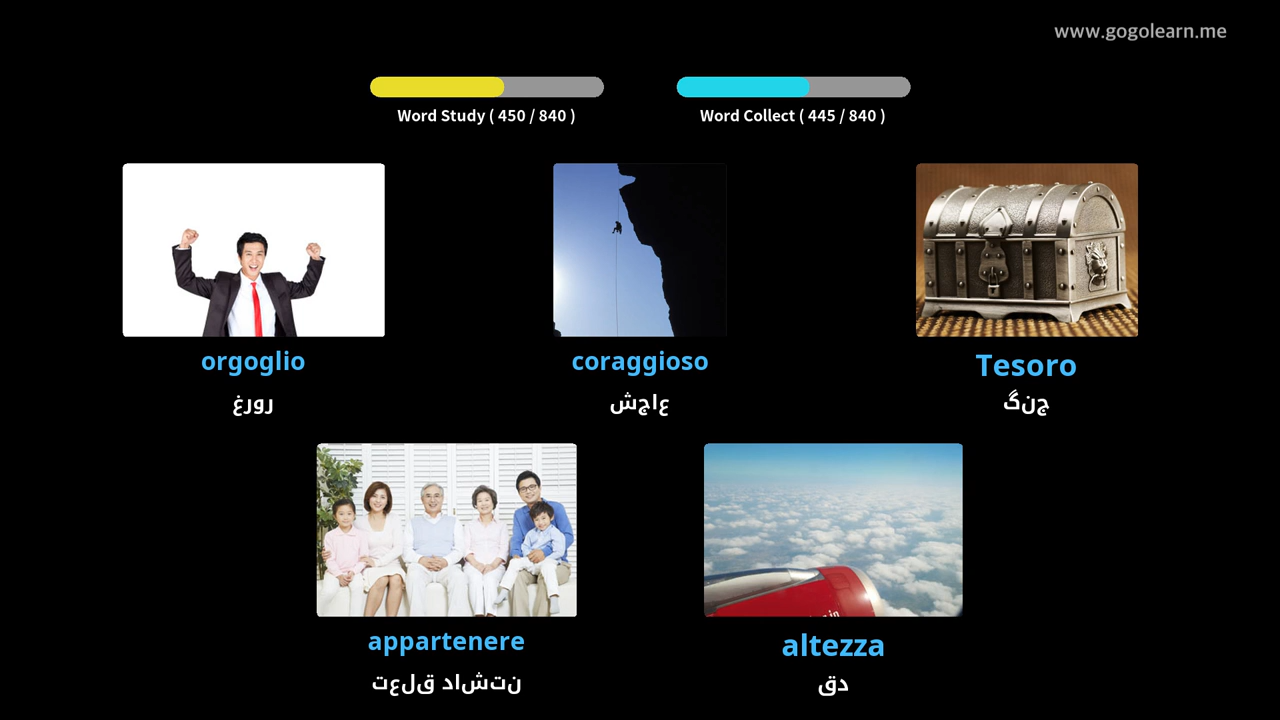 www.gogolearn.me
Word Study ( 450 / 840 )
Word Collect ( 445 / 840 )
orgoglio
غرور
coraggioso
شجاع
Tesoro
گنج
appartenere
تعلق داشتن
altezza
قد